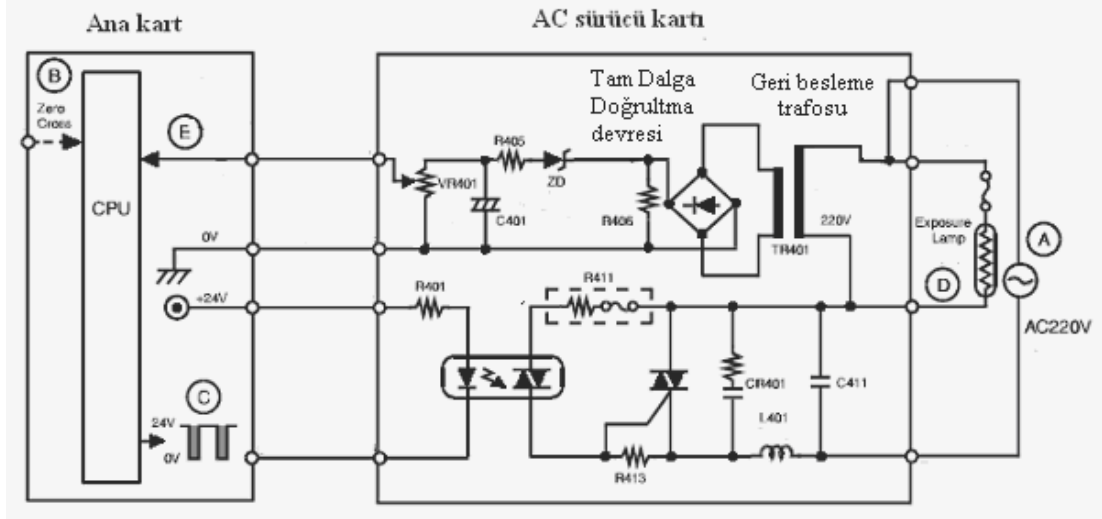 Ana kart
AC sürücü kartı
B
Zero
Cross
E
CPU
0V
+24V
C
24V
0V
Tam Dalga
Doğrultma
devresi
Geri besleme
trafosu
R405
ZD
VR401
C401
R406
TR401
220V
Exposure
Lamp
A
D
AC220V
R401
R411
CR401
C411
L401
R413